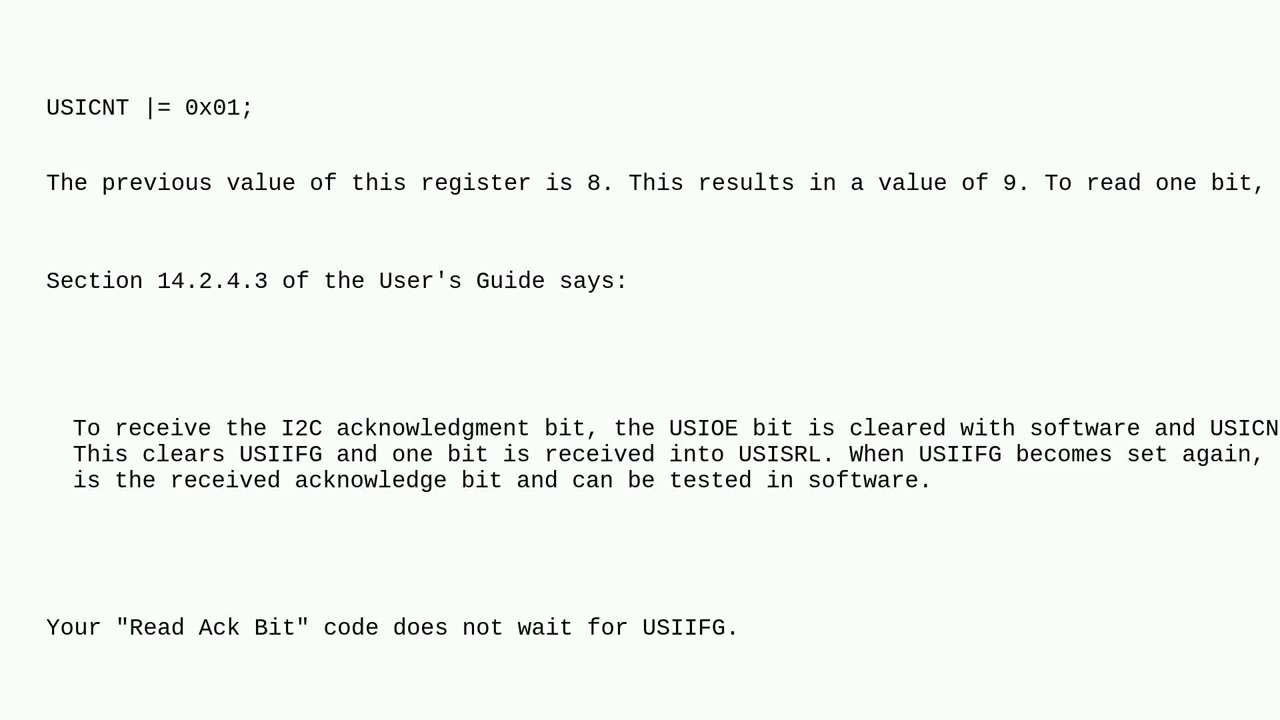 USICNT |= 0x01;
The previous value of this register is 8. This results in a value of 9. To read one bit,
Section 14.2.4.3 of the User's Guide says:
To receive the I2C acknowledgment bit, the USIOE bit is cleared with software and USICN
This clears USIIFG and one bit is received into USISRL. When USIIFG becomes set again,
is the received acknowledge bit and can be tested in software.
Your "Read Ack Bit" code does not wait for USIIFG.